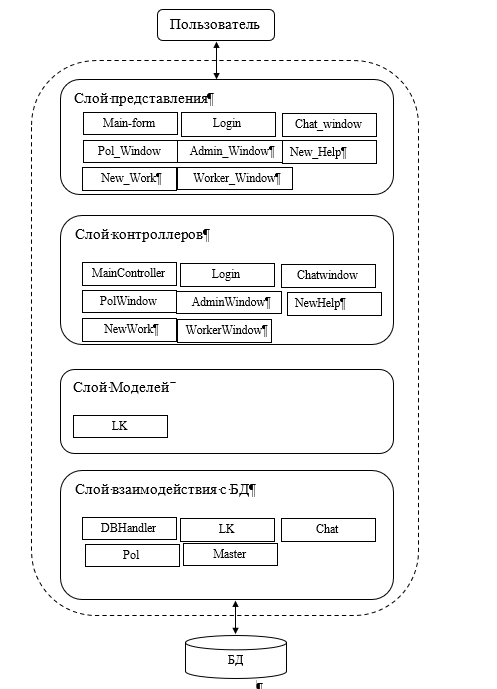 Пользователь
Слой·представления¶
Main-form Login Chat_window
Pol_Window Admin_Window¶ New_Help¶
New_Work¶ Worker_Window¶
Слой·контроллеров¶
MainController Login Chatwindow
PolWindow AdminWindow¶ NewHelp¶
NewWork¶ WorkerWindow¶
Слой·Моделей¯
LK
Слой·взаимодействия·с·БД¶
DBHandler LK Chat
Pol Master
БД
¶